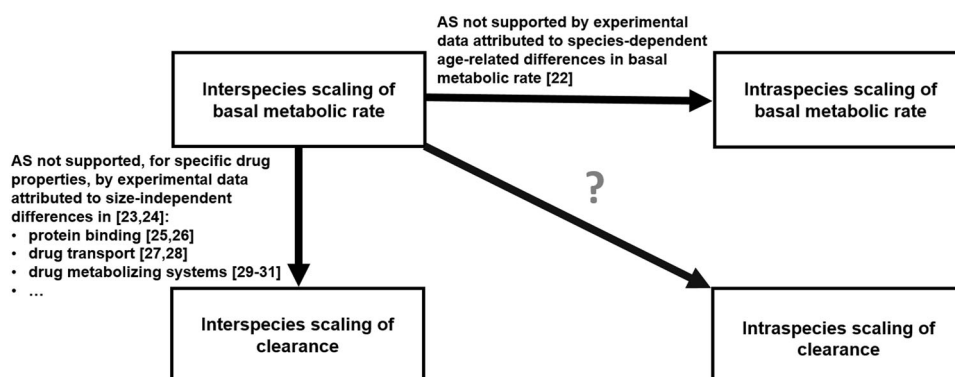 AS not supported by experimental
data attributed to species-dependent
age-related differences in basal
metabolic rate [22]
Interspecies scaling of
basal metabolic rate
Intraspecies scaling of
basal metabolic rate
AS not supported, for specific drug
properties, by experimental data
attributed to size-independent
differences in [23,24]:
• protein binding [25,26]
• drug transport [27,28]
• drug metabolizing systems [29-31]
• ...
?
Interspecies scaling of
clearance
Intraspecies scaling of
clearance